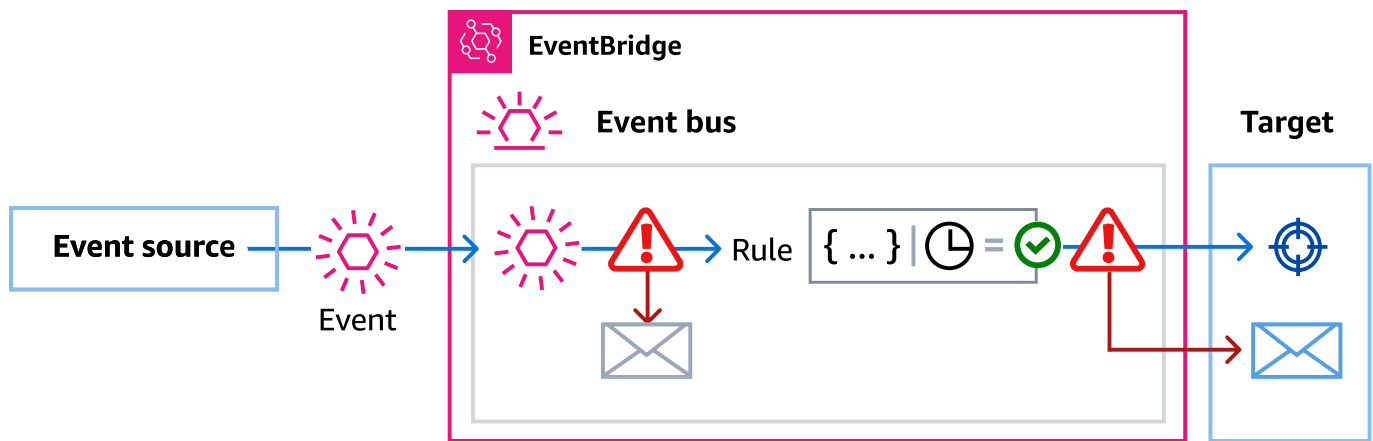 EventBridge
Event bus
Target
Event source
Event
Rule
{ ... } | =